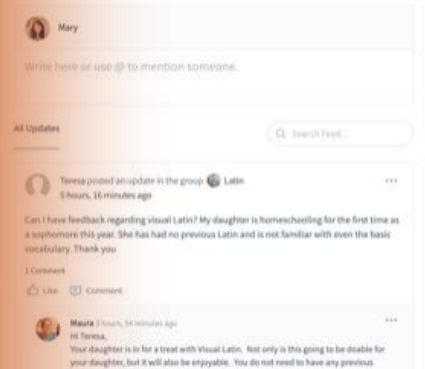 Mary
Write here or use @ to mention someone.
All Updates
Search Feed...
Teresa posted an update in the group Latin
5 hours, 16 minutes ago
Can I have feedback regarding visual Latin? My daughter is homeschooling for the first time as
a sophomore this year. She has had no previous Latin and is not familiar with even the basic
vocabulary. Thank you
1 Comment
Like Comment
Maura hours, 54 minutes ago
Hi Teresa,
Your daughter is in for a treat with Visual Latin. Not only is this going to be doable for
your daughter, but it will also be enjoyable. You do not need to have any previous